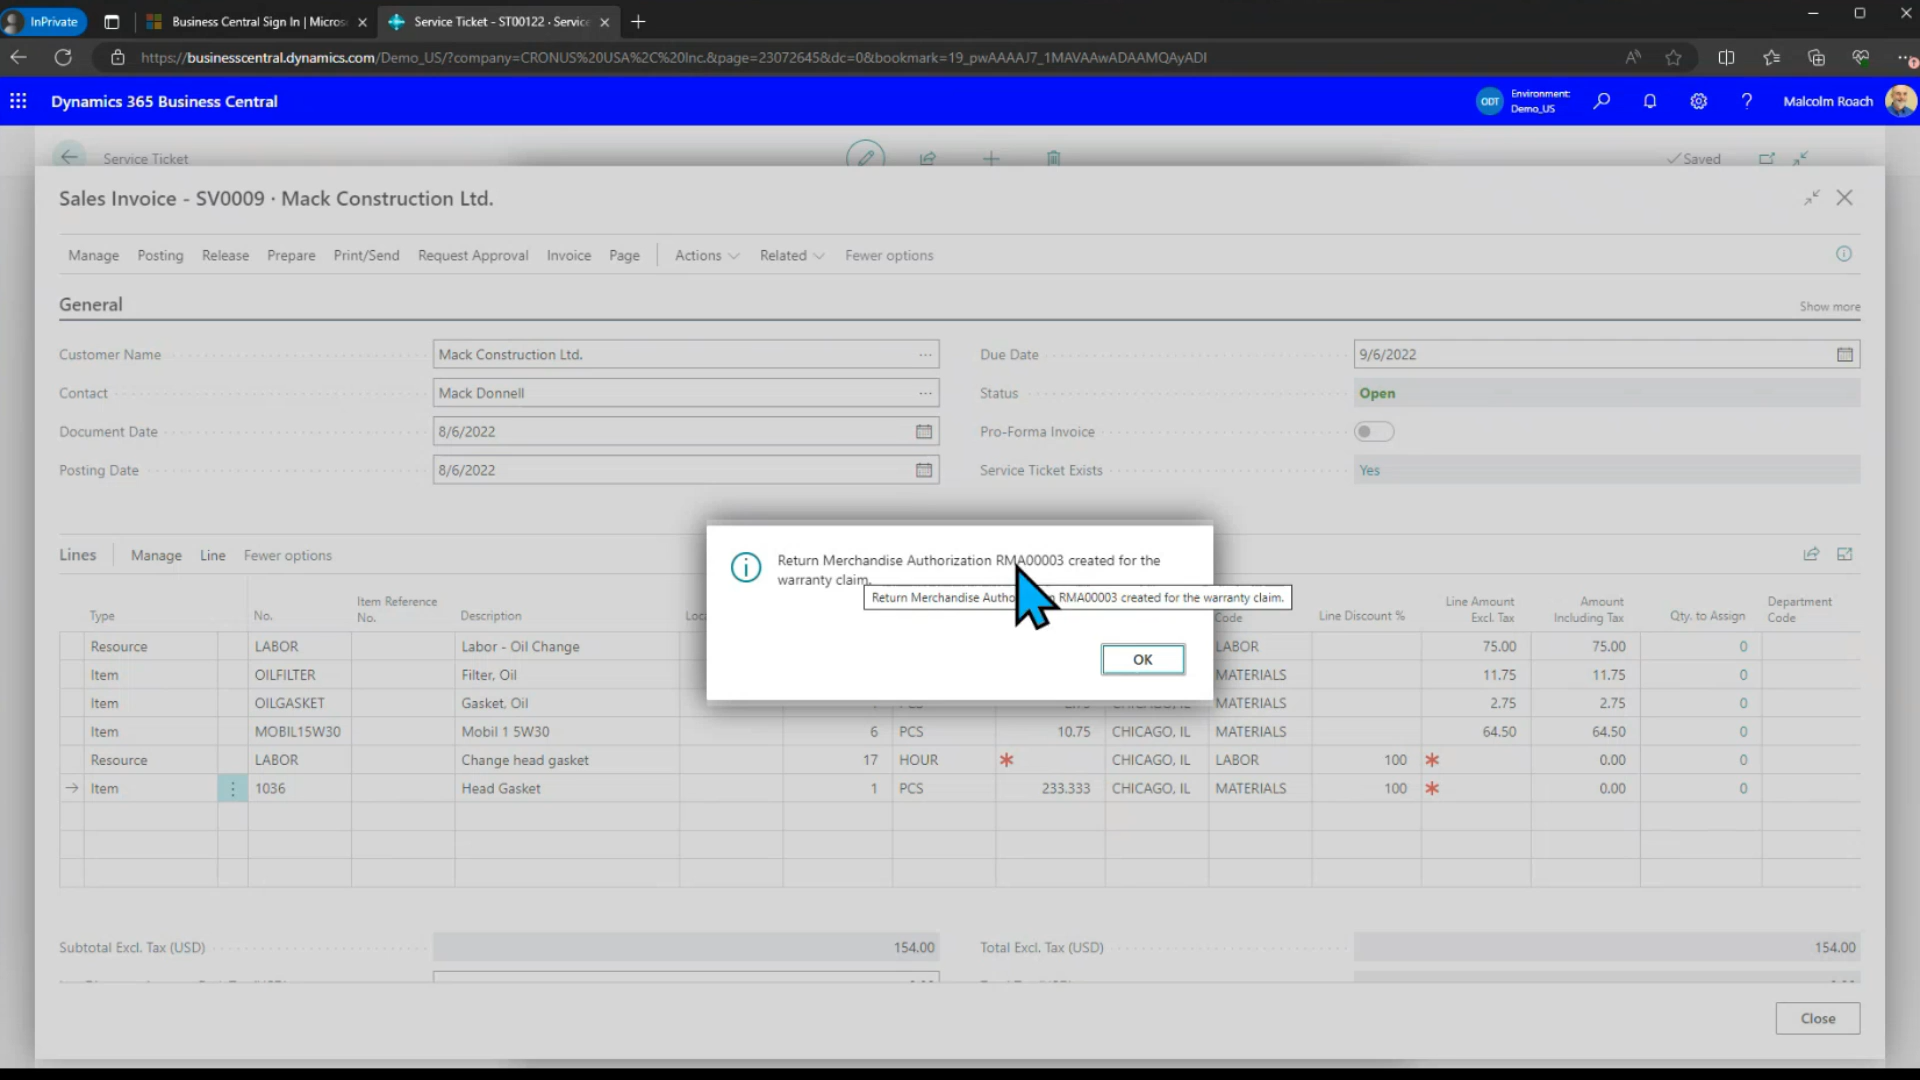 InPrivate
Business Central Sign In | Micros
Service Ticket - ST00122 - Service
https://businesscentral.dynamics.com/Demo_US/?company=CRONUS%20USA%2C%20Inc.&page=23072645&dc=0&bookmark=19_pwAAAAJ7_1MAVAAwADAAMQAyADI
Dynamics 365 Business Central
ODT
Environment:
Demo_US
?
Malcolm Roach
Service Ticket
Saved
Sales Invoice - SV0009 · Mack Construction Ltd.
Manage Posting Release Prepare Print/Send Request Approval Invoice Page Actions Related Fewer options
General
Show more
Customer Name Mack Construction Ltd. Due Date 9/6/2022
Contact Mack Donnell Status Open
Document Date 8/6/2022 Pro-Forma Invoice
Posting Date 8/6/2022 Service Ticket Exists Yes
Return Merchandise Authorization RMA00003 created for the
warranty claim.
Return Merchandise Autho RMA00003 created for the warranty claim.
OK
Lines Manage Line Fewer options
Type No. Item Reference No. Description Code Line Discount % Line Amount Excl. Tax Amount Including Tax Qty. to Assign Department Code
Resource LABOR Labor - Oil Change LABOR 75.00 75.00 0
Item OILFILTER Filter, Oil MATERIALS 11.75 11.75 0
Item OILGASKET Gasket, Oil MATERIALS 2.75 2.75 0
Item MOBIL15W30 Mobil 1 5W30 6 PCS 10.75 CHICAGO, IL MATERIALS 64.50 64.50 0
Resource LABOR Change head gasket 17 HOUR * CHICAGO, IL LABOR 100 * 0.00 0
Item 1036 Head Gasket 1 PCS 233.333 CHICAGO, IL MATERIALS 100 * 0.00 0
Subtotal Excl. Tax (USD) 154.00 Total Excl. Tax (USD) 154.00
Close